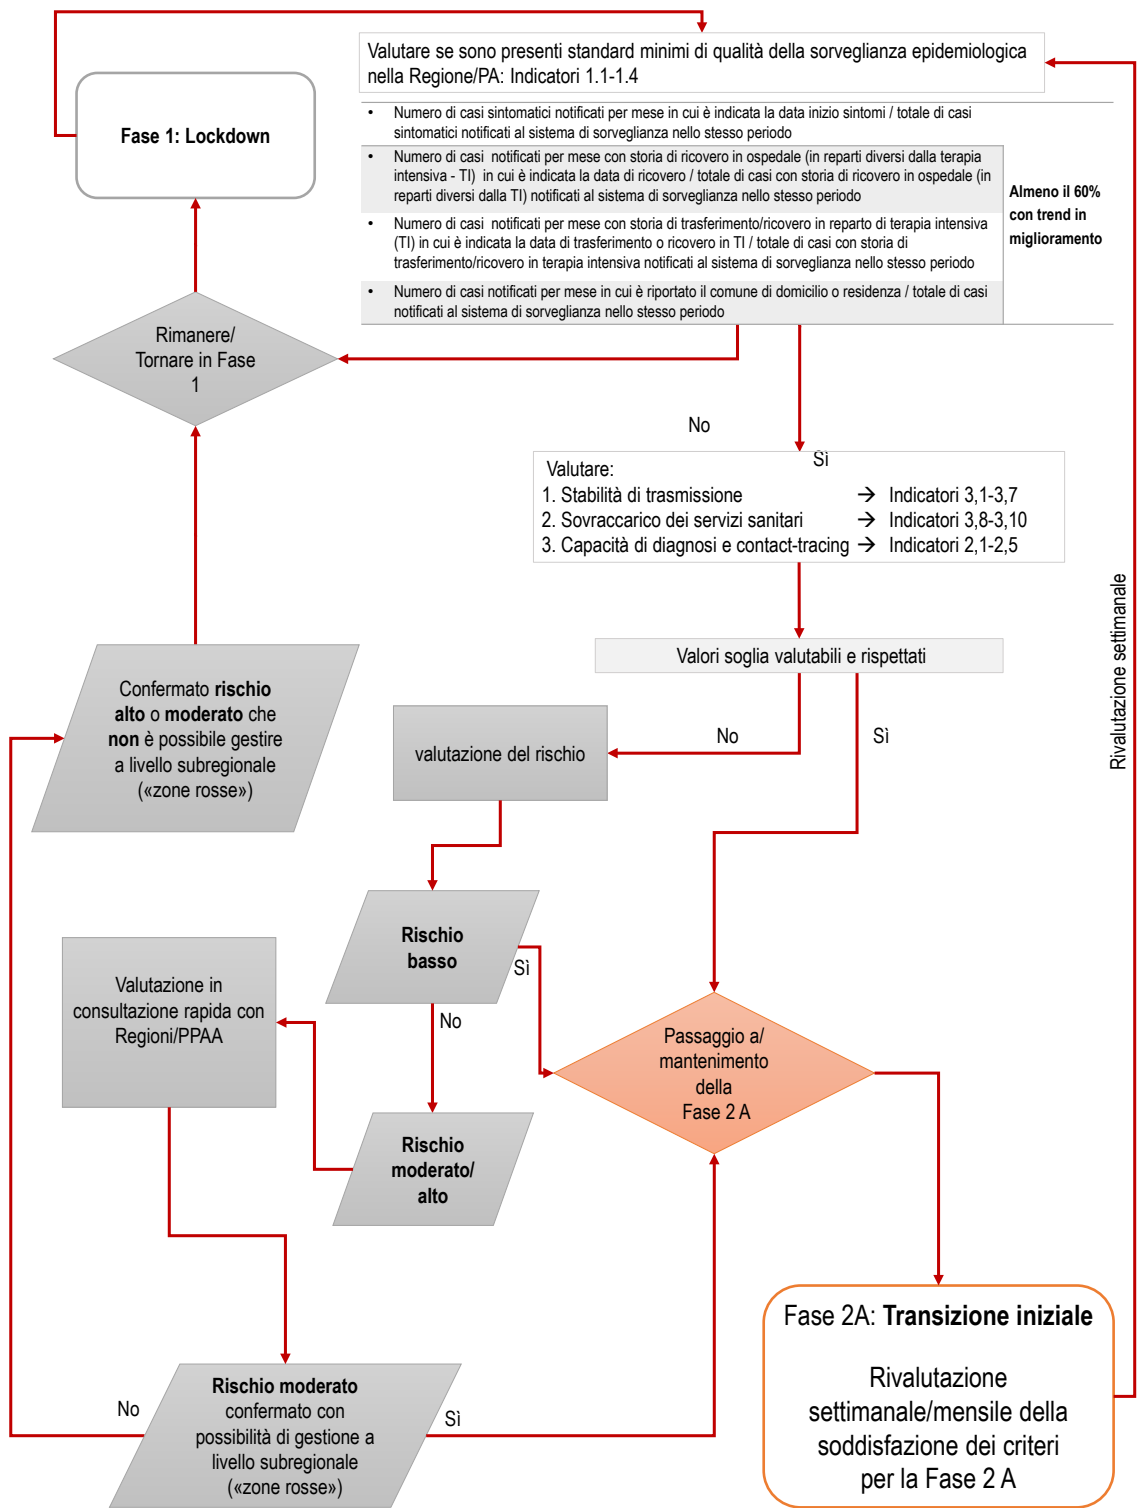 Valutare se sono presenti standard minimi di qualità della sorveglianza epidemiologica
nella Regione/PA: Indicatori 1.1-1.4
Fase 1: Lockdown
• Numero di casi sintomatici notificati per mese in cui è indicata la data inizio sintomi / totale di casi
sintomatici notificati al sistema di sorveglianza nello stesso periodo
• Numero di casi notificati per mese con storia di ricovero in ospedale (in reparti diversi dalla terapia
intensiva - TI) in cui è indicata la data di ricovero / totale di casi con storia di ricovero in ospedale (in
reparti diversi dalla TI) notificati al sistema di sorveglianza nello stesso periodo
• Numero di casi notificati per mese con storia di trasferimento/ricovero in reparto di terapia intensiva
(TI) in cui è indicata la data di trasferimento o ricovero in TI / totale di casi con storia di
trasferimento/ricovero in terapia intensiva notificati al sistema di sorveglianza nello stesso periodo
• Numero di casi notificati per mese in cui è riportato il comune di domicilio o residenza / totale di casi
notificati al sistema di sorveglianza nello stesso periodo
Almeno il 60%
con trend in
miglioramento
Rimanere/
Tornare in Fase
1
No
Sì
Valutare:
1. Stabilità di trasmissione → Indicatori 3,1-3,7
2. Sovraccarico dei servizi sanitari → Indicatori 3,8-3,10
3. Capacità di diagnosi e contact-tracing → Indicatori 2,1-2,5
Rivalutazione settimanale
Valori soglia valutabili e rispettati
No
Sì
valutazione del rischio
Confermato rischio
alto o moderato che
non è possibile gestire
a livello subregionale
(«zone rosse»)
Rischio
basso
Sì
No
Valutazione in
consultazione rapida con
Regioni/PPAA
Passaggio a/
mantenimento
della
Fase 2 A
Rischio
moderato/
alto
Fase 2A: Transizione iniziale
Rivalutazione
settimanale/mensile della
soddisfazione dei criteri
per la Fase 2 A
No
Rischio moderato
confermato con
possibilità di gestione a
livello subregionale
(«zone rosse»)
Sì